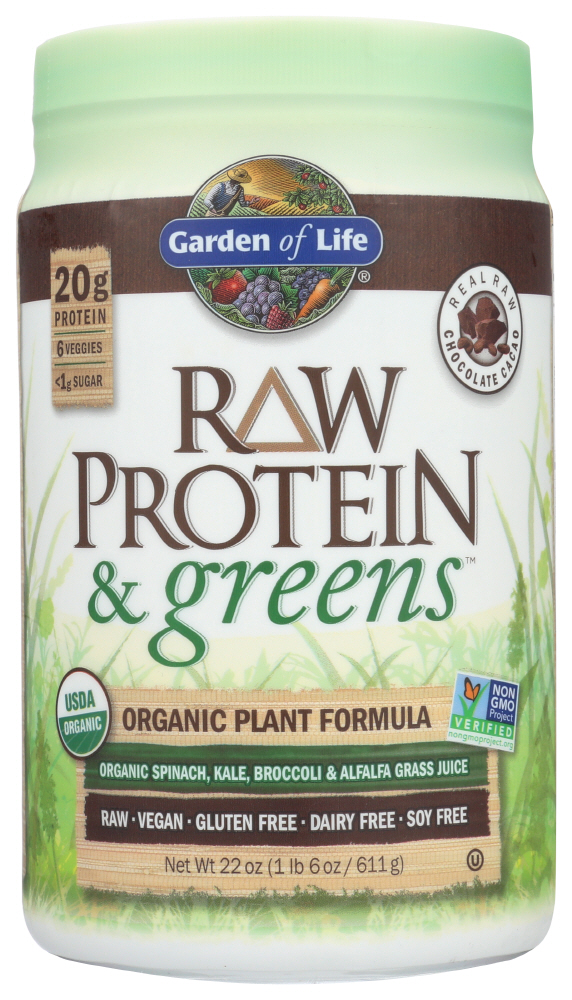 Garden of Life
®
20g
PROTEIN
6 VEGGIES
<1g SUGAR
REAL RAW
CHOCOLATE CACAO
RAW
PROTEIN
& greens™
USDA
ORGANIC
ORGANIC PLANT FORMULA
NON
GMO
Project
VERIFIED
nongmoproject.org
ORGANIC SPINACH, KALE, BROCCOLI & ALFALFA GRASS JUICE
RAW · VEGAN · GLUTEN FREE · DAIRY FREE · SOY FREE
Net Wt 22 oz (1 lb 6 oz / 611 g)
U